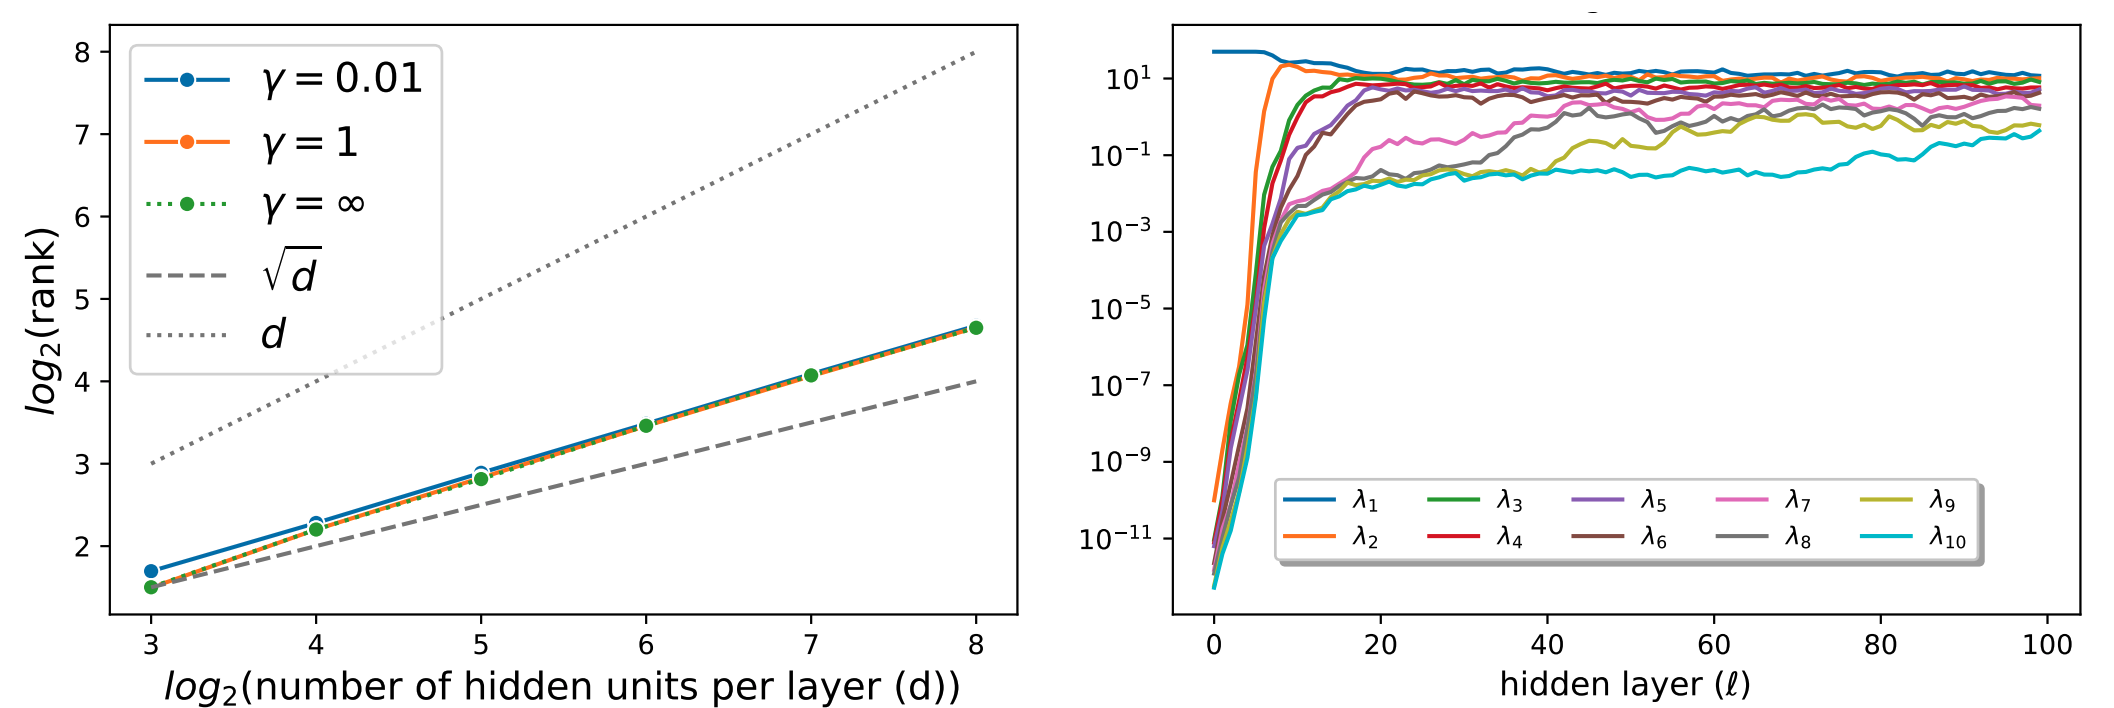 8
7
6
5
4
3
2
log₂(rank)
γ = 0.01
γ = 1
γ = ∞
√d
d
3 4 5 6 7 8
log₂(number of hidden units per layer (d))
10¹
10⁻¹
10⁻³
10⁻⁵
10⁻⁷
10⁻⁹
10⁻¹¹
λ₁ λ₃ λ₅ λ₇ λ₉
λ₂ λ₄ λ₆ λ₈ λ₁₀
0 20 40 60 80 100
hidden layer (ℓ)